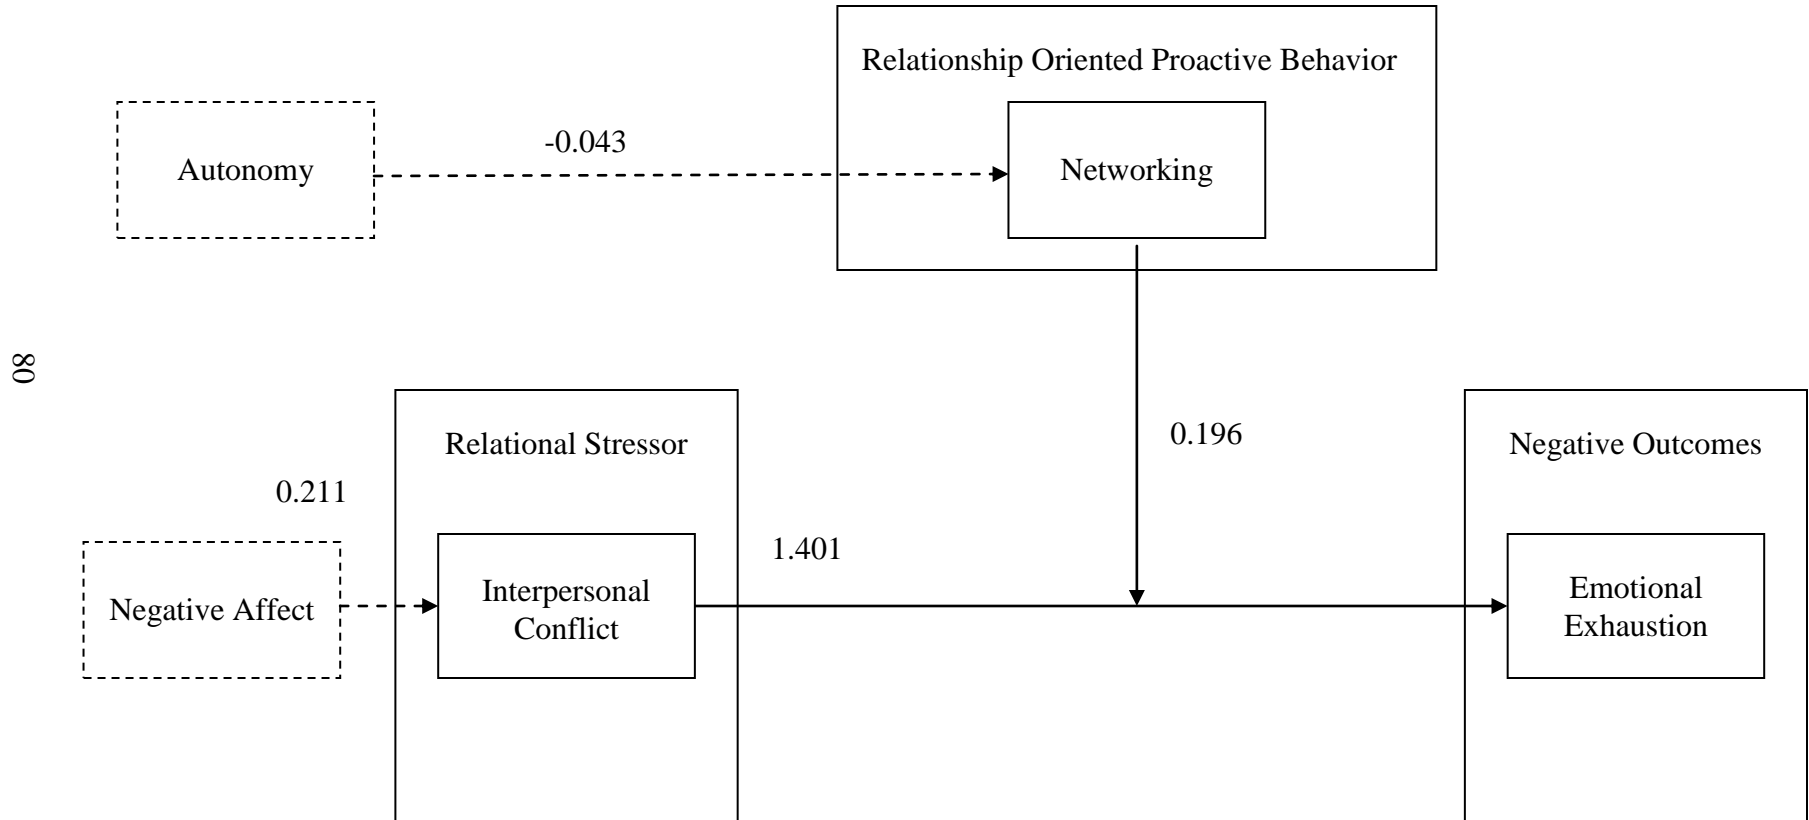 Relationship Oriented Proactive Behavior
-0.043
Autonomy
Networking
80
Relational Stressor
0.196
Negative Outcomes
0.211
1.401
Negative Affect
Interpersonal
Conflict
Emotional
Exhaustion